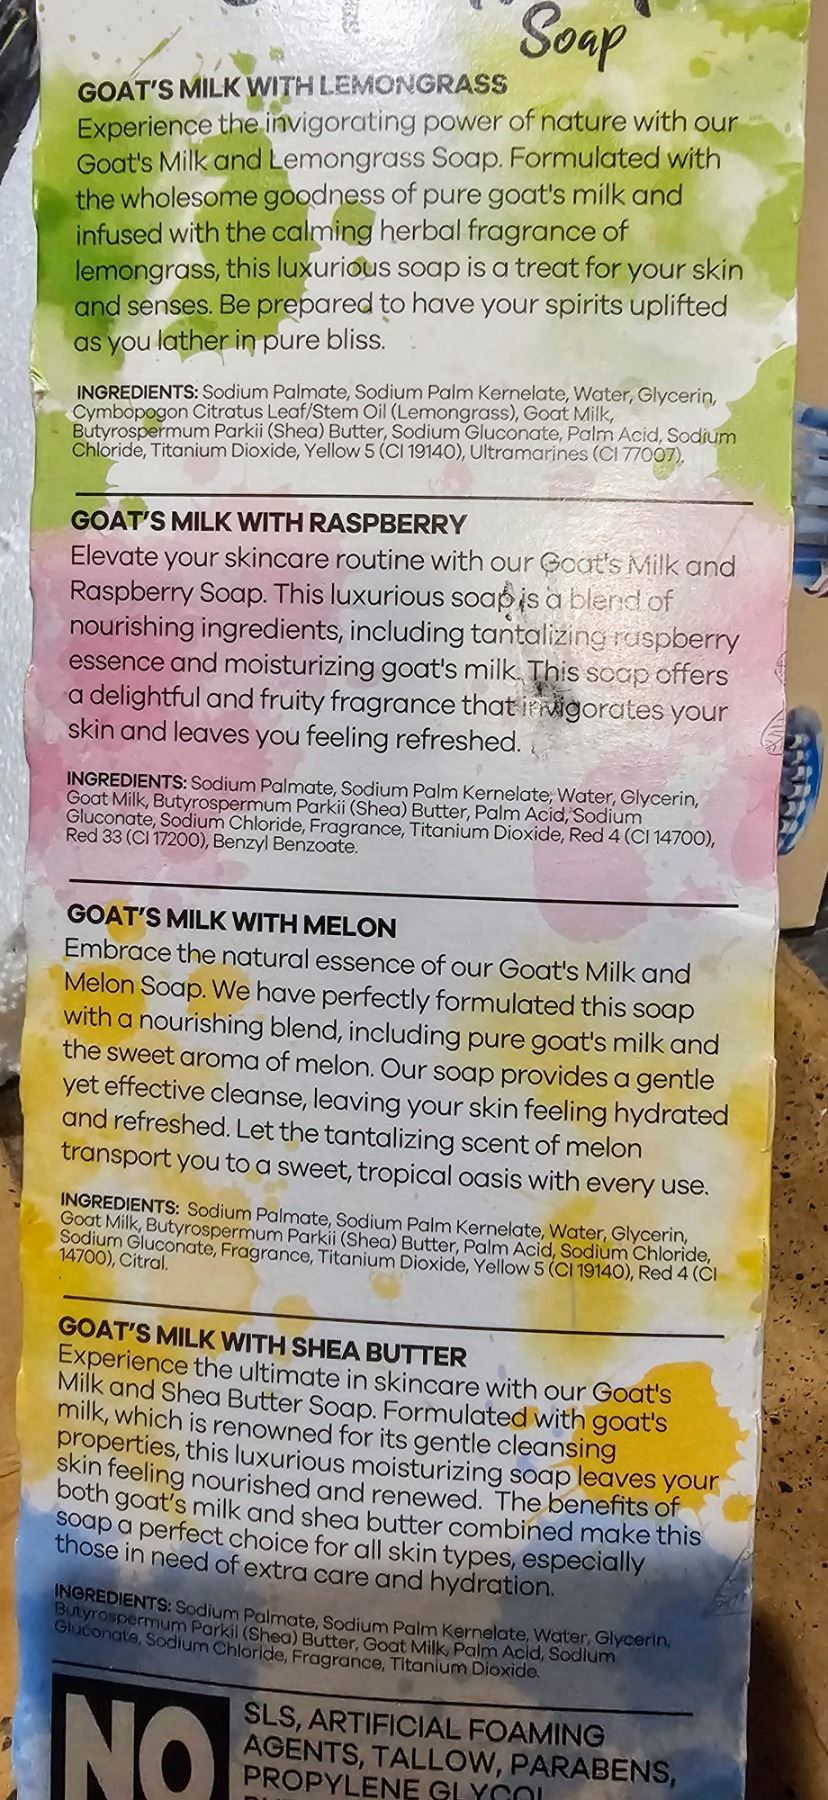 Soap
GOAT'S MILK WITH LEMONGRASS
Experience the invigorating power of nature with our
Goat's Milk and Lemongrass Soap. Formulated with
the wholesome goodness of pure goat's milk and
infused with the calming herbal fragrance of
lemongrass, this luxurious soap is a treat for your skin
and senses. Be prepared to have your spirits uplifted
as you lather in pure bliss.
INGREDIENTS: Sodium Palmate, Sodium Palm Kernelate, Water, Glycerin,
Cymbopogon Citratus Leaf/Stem Oil (Lemongrass), Goat Milk,
Butyrospermum Parkii (Shea) Butter, Sodium Gluconate, Palm Acid, Sodium
Chloride, Titanium Dioxide, Yellow 5 (CI 19140), Ultramarines (CI 77007).
GOAT'S MILK WITH RASPBERRY
Elevate your skincare routine with our Goat's Milk and
Raspberry Soap. This luxurious soap is a blend of
nourishing ingredients, including tantalizing raspberry
essence and moisturizing goat's milk. This soap offers
a delightful and fruity fragrance that invigorates your
skin and leaves you feeling refreshed.
INGREDIENTS: Sodium Palmate, Sodium Palm Kernelate, Water, Glycerin,
Goat Milk, Butyrospermum Parkii (Shea) Butter, Palm Acid, Sodium
Gluconate, Sodium Chloride, Fragrance, Titanium Dioxide, Red 4 (CI 14700),
Red 33 (CI 17200), Benzyl Benzoate.
GOAT'S MILK WITH MELON
Embrace the natural essence of our Goat's Milk and
Melon Soap. We have perfectly formulated this soap
with a nourishing blend, including pure goat's milk and
the sweet aroma of melon. Our soap provides a gentle
yet effective cleanse, leaving your skin feeling hydrated
and refreshed. Let the tantalizing scent of melon
transport you to a sweet, tropical oasis with every use.
INGREDIENTS: Sodium Palmate, Sodium Palm Kernelate, Water, Glycerin,
Goat Milk, Butyrospermum Parkii (Shea) Butter, Palm Acid, Sodium Chloride,
Sodium Gluconate, Fragrance, Titanium Dioxide, Yellow 5 (CI 19140), Red 4 (CI
14700), Citral.
GOAT'S MILK WITH SHEA BUTTER
Experience the ultimate in skincare with our Goat's
Milk and Shea Butter Soap. Formulated with goat's
milk, which is renowned for its gentle cleansing
properties, this luxurious moisturizing soap leaves your
skin feeling nourished and renewed. The benefits of
both goat's milk and shea butter combined make this
soap a perfect choice for all skin types, especially
those in need of extra care and hydration.
INGREDIENTS: Sodium Palmate, Sodium Palm Kernelate, Water, Glycerin,
Butyrospermum Parkii (Shea) Butter, Goat Milk, Palm Acid, Sodium
Gluconate, Sodium Chloride, Fragrance, Titanium Dioxide.
NO
SLS, ARTIFICIAL FOAMING
AGENTS, TALLOW, PARABENS,
PROPYLENE GLYCOL